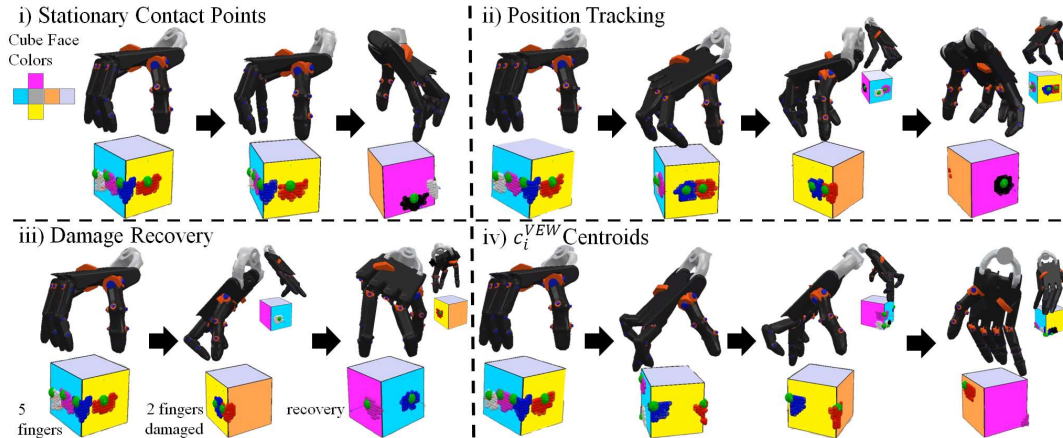 i) Stationary Contact Points
Cube Face
Colors
ii) Position Tracking
iii) Damage Recovery
5
fingers
2 fingers
damaged
recovery
iv) $c_i^{VEW}$ Centroids